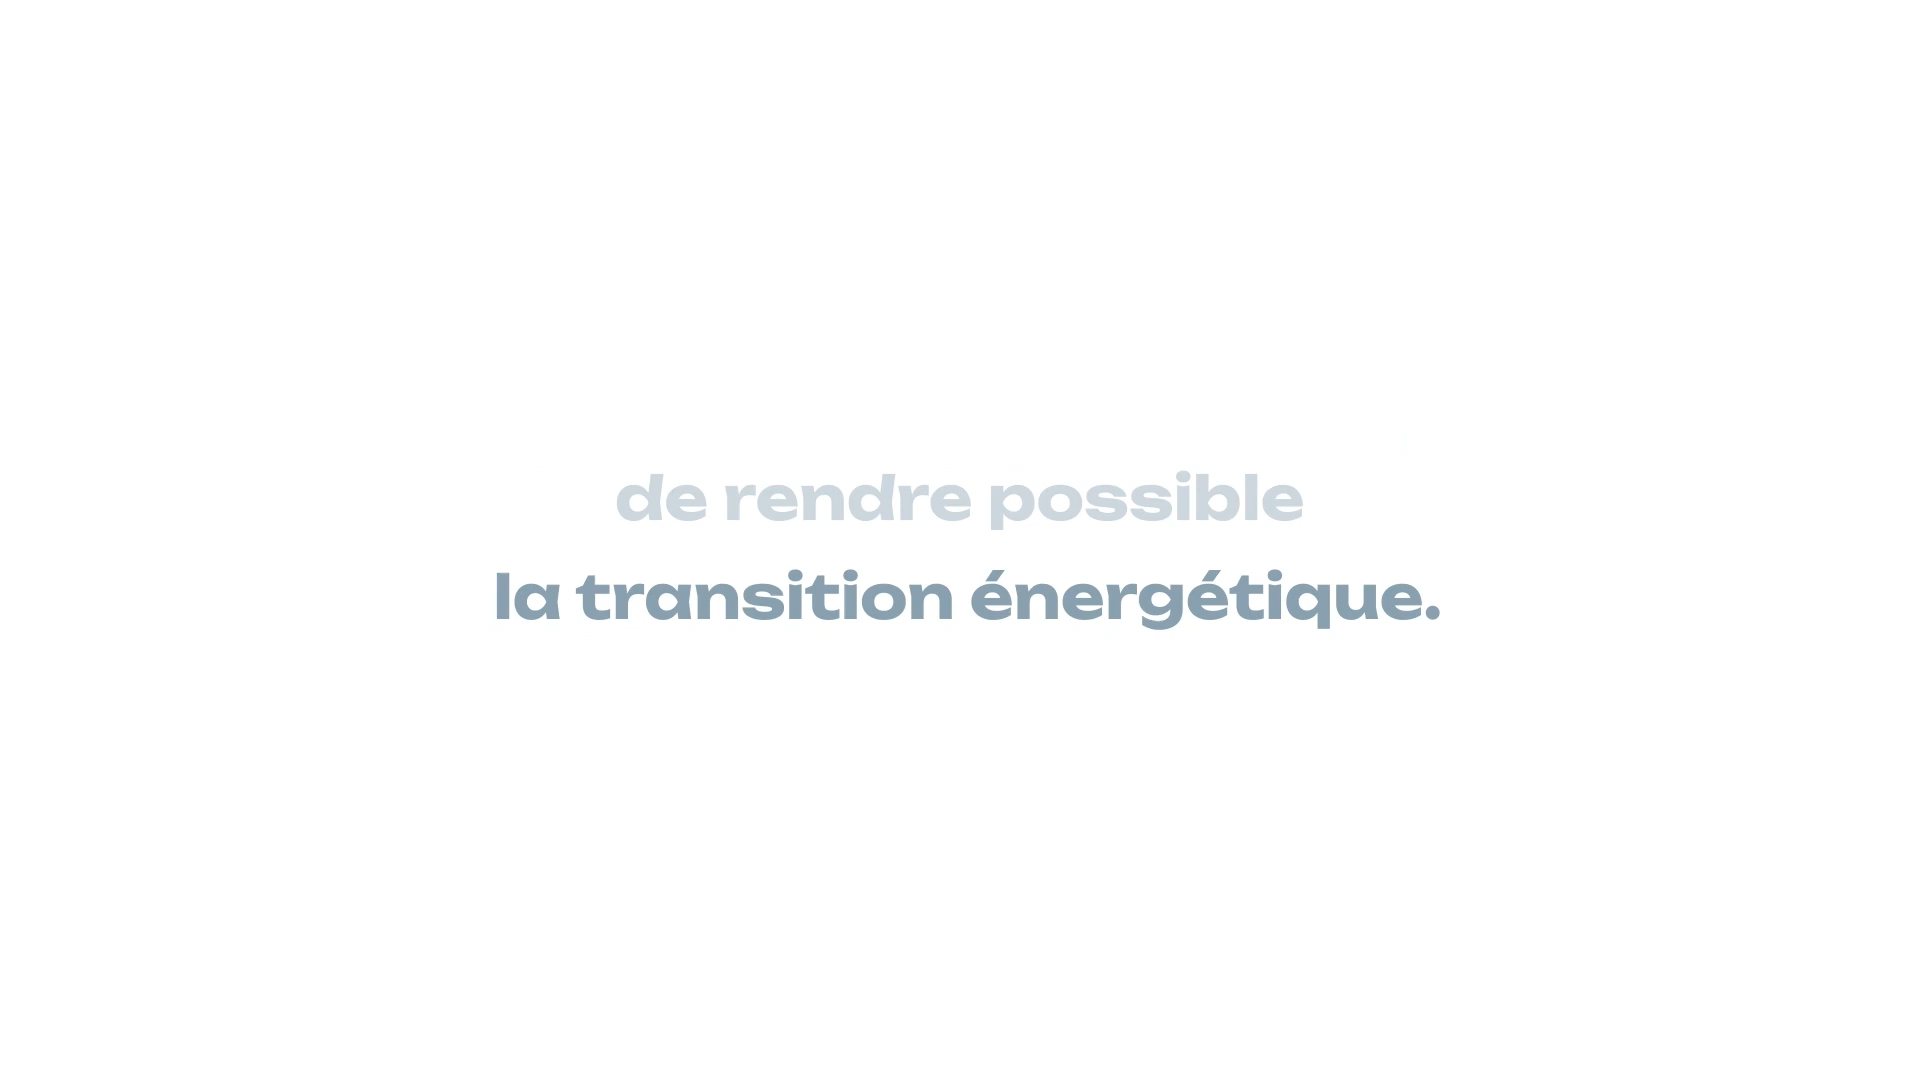 de rendre possible
la transition énergétique.